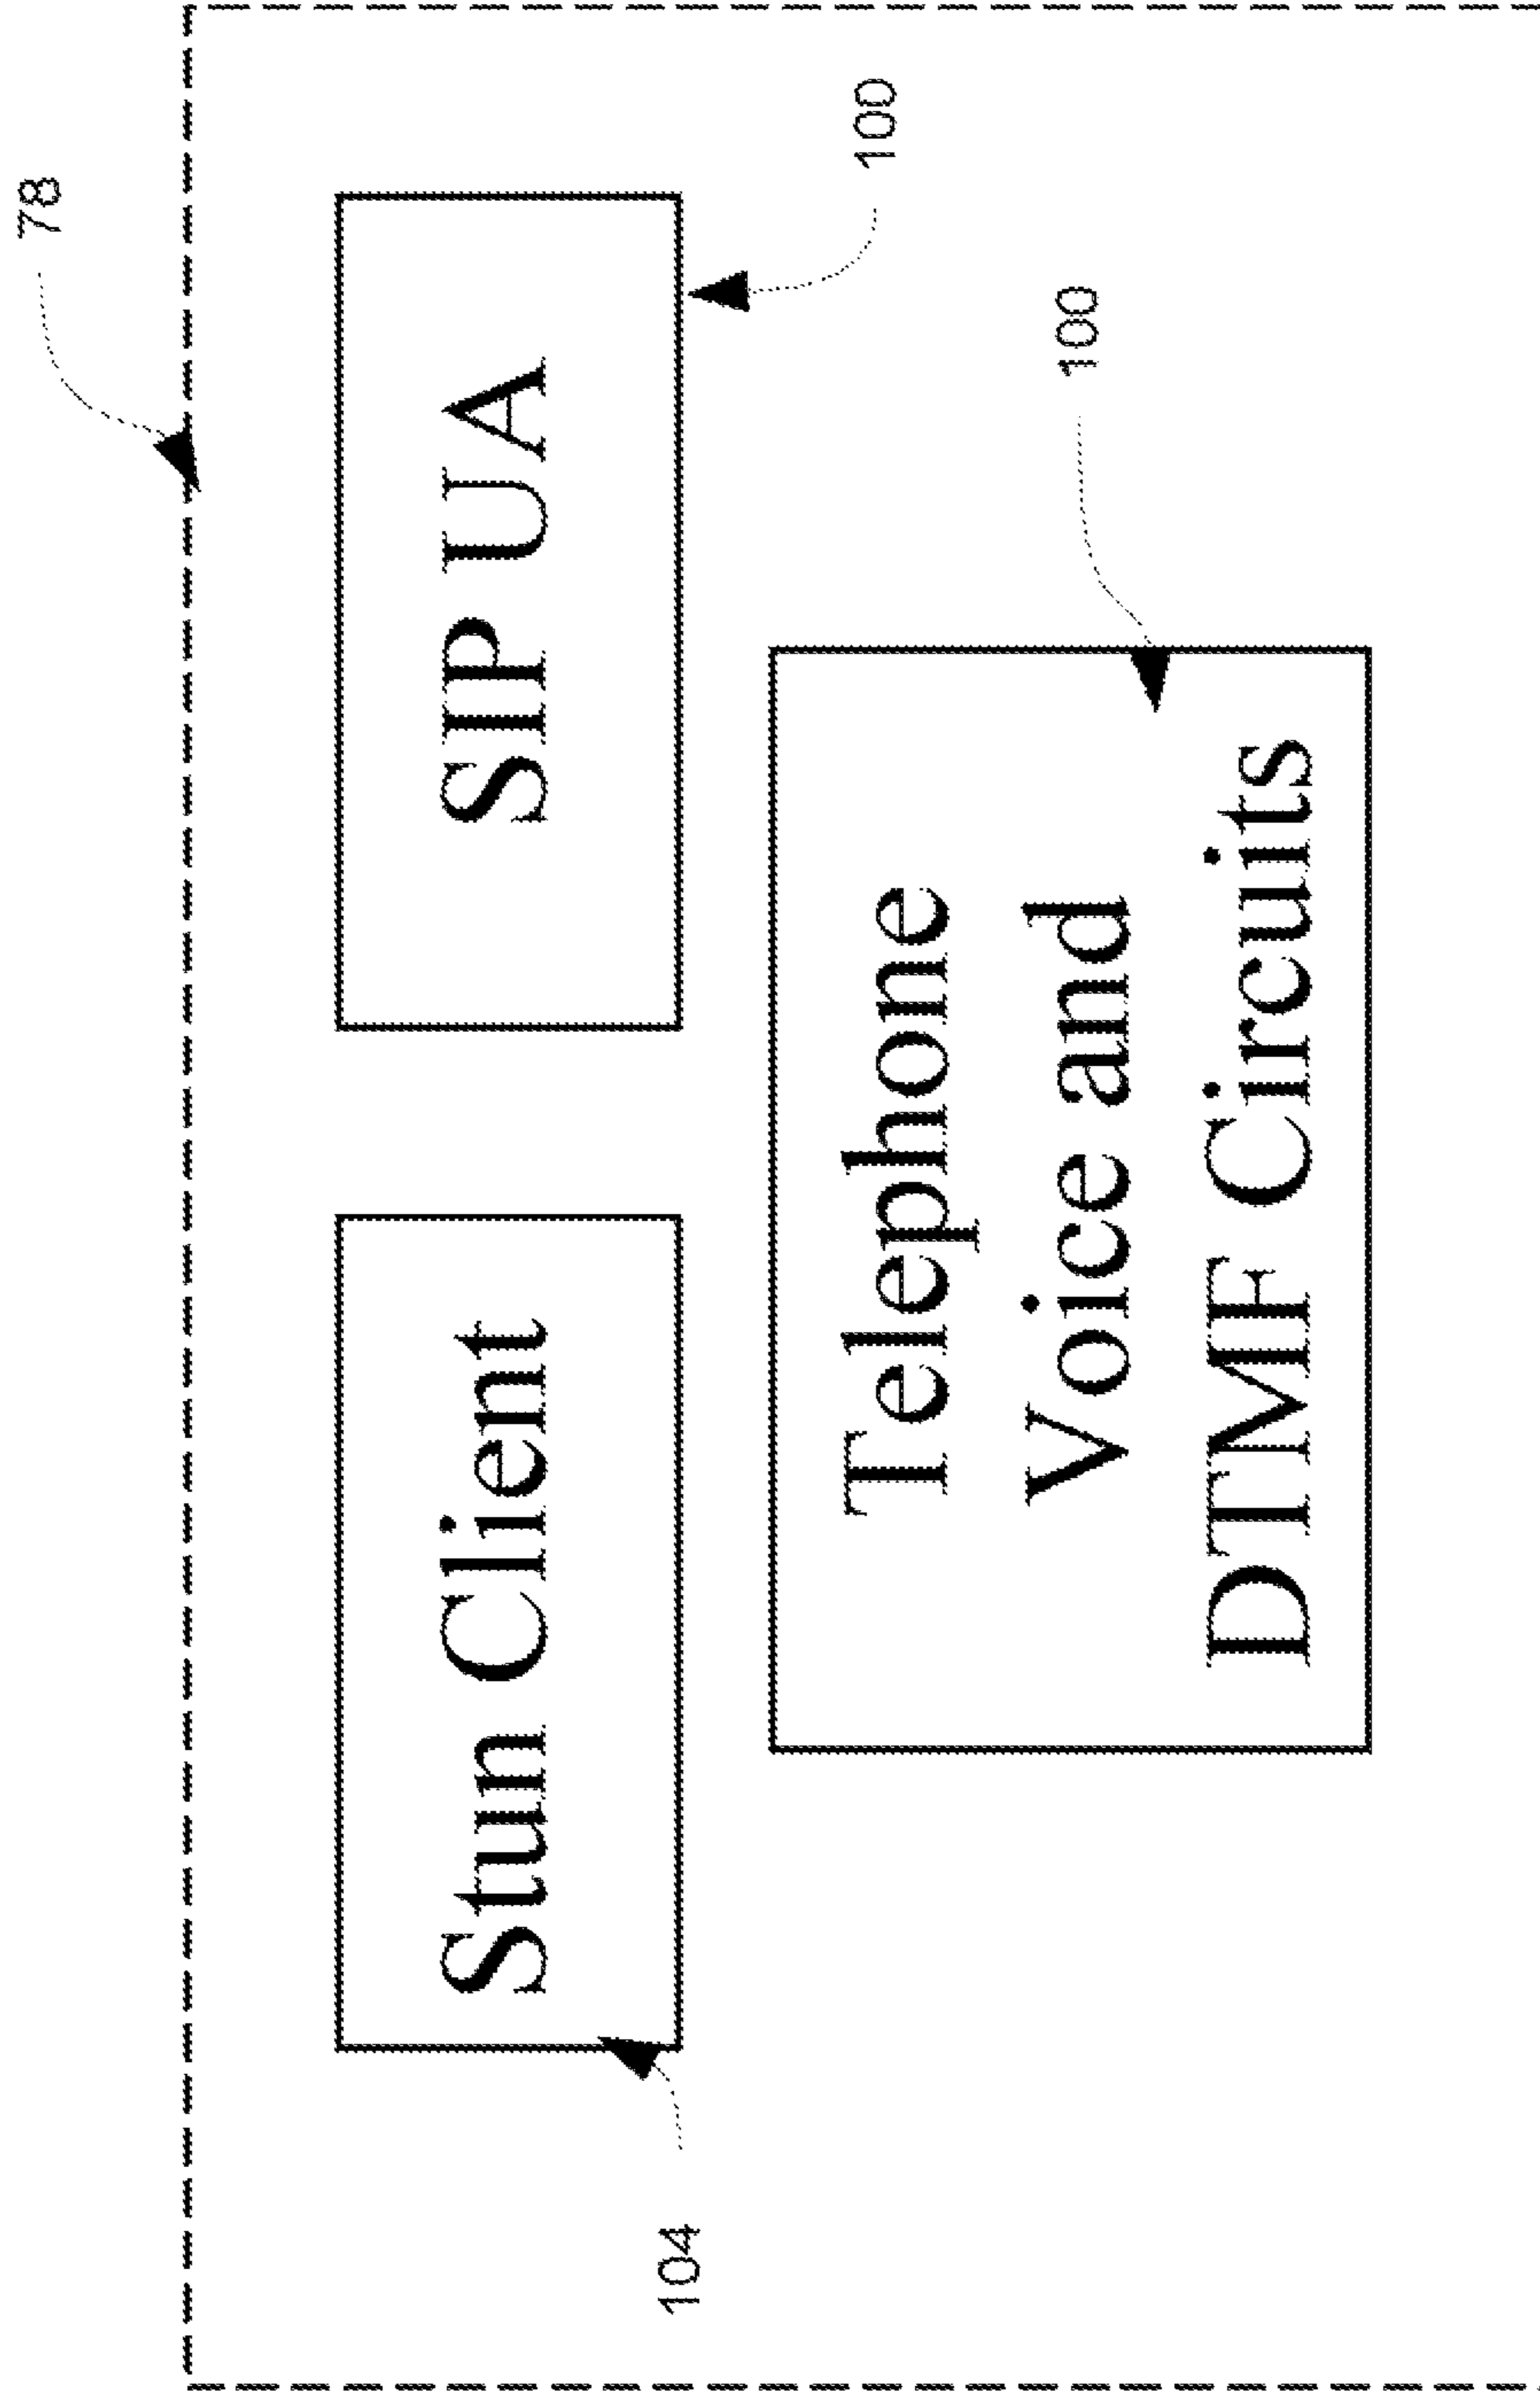 78
Stun Client
SIP UA
104
100
Telephone
Voice and
DTMF Circuits
100